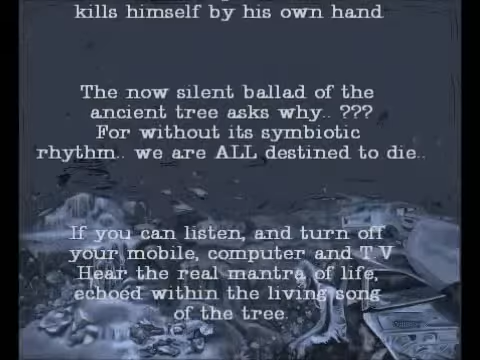 kills himself by his own hand
The now silent ballad of the
ancient tree asks why.. ???
For without its symbiotic
rhythm.. we are ALL destined to die..
If you can listen, and turn off
your mobile, computer and T.V
Hear the real mantra of life,
echoed within the living song
of the tree.